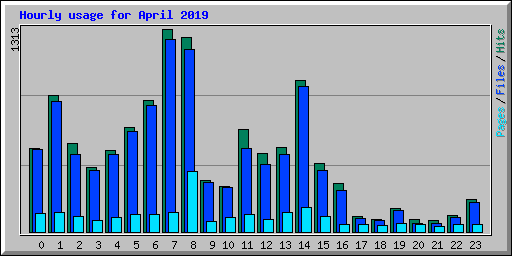 Hourly usage for April 2019
1313
Pages / Files / Hits
0 1 2 3 4 5 6 7 8 9 10 11 12 13 14 15 16 17 18 19 20 21 22 23